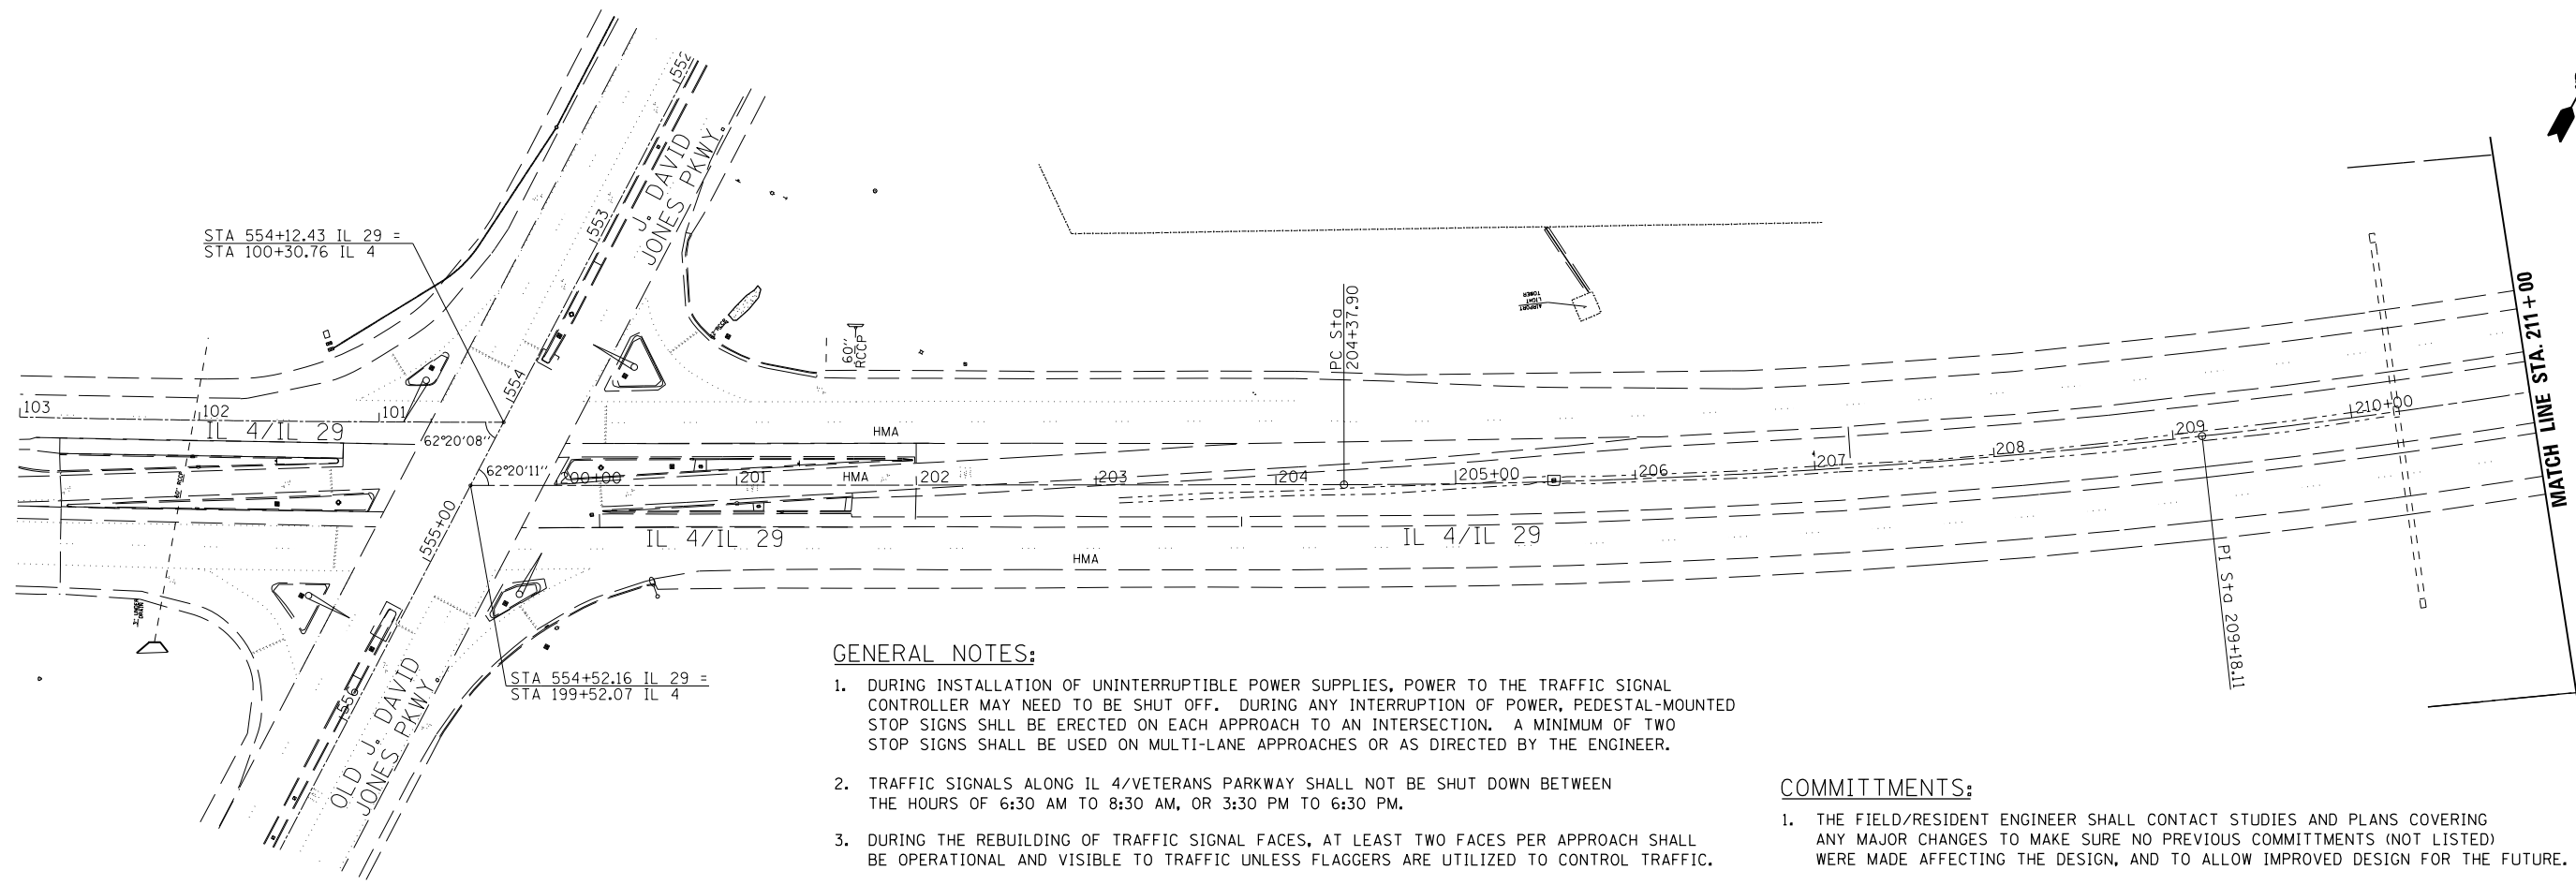 552
J. DAVID
JONES PKWY.
553
STA 554+12.43 IL 29 =
STA 100+30.76 IL 4
AIRPORT
LIGHT
TOWER
PC Sta
204+37.90
60"
RCCP
MATCH LINE STA. 211+00
554
103
102
101
IL 4/IL 29
62°20'08"
HMA
62°20'11"
200+00
201
HMA
202
203
204
205+00
206
207
208
209
210+00
555+00
IL 4/IL 29
IL 4/IL 29
HMA
PI Sta 209+18.11
556
OLD J. DAVID
JONES PKWY.
STA 554+52.16 IL 29 =
STA 199+52.07 IL 4
GENERAL NOTES:
1. DURING INSTALLATION OF UNINTERRUPTIBLE POWER SUPPLIES, POWER TO THE TRAFFIC SIGNAL
CONTROLLER MAY NEED TO BE SHUT OFF. DURING ANY INTERRUPTION OF POWER, PEDESTAL-MOUNTED
STOP SIGNS SHLL BE ERECTED ON EACH APPROACH TO AN INTERSECTION. A MINIMUM OF TWO
STOP SIGNS SHALL BE USED ON MULTI-LANE APPROACHES OR AS DIRECTED BY THE ENGINEER.
2. TRAFFIC SIGNALS ALONG IL 4/VETERANS PARKWAY SHALL NOT BE SHUT DOWN BETWEEN
THE HOURS OF 6:30 AM TO 8:30 AM, OR 3:30 PM TO 6:30 PM.
3. DURING THE REBUILDING OF TRAFFIC SIGNAL FACES, AT LEAST TWO FACES PER APPROACH SHALL
BE OPERATIONAL AND VISIBLE TO TRAFFIC UNLESS FLAGGERS ARE UTILIZED TO CONTROL TRAFFIC.
COMMITTMENTS:
1. THE FIELD/RESIDENT ENGINEER SHALL CONTACT STUDIES AND PLANS COVERING
ANY MAJOR CHANGES TO MAKE SURE NO PREVIOUS COMMITTMENTS (NOT LISTED)
WERE MADE AFFECTING THE DESIGN, AND TO ALLOW IMPROVED DESIGN FOR THE FUTURE.